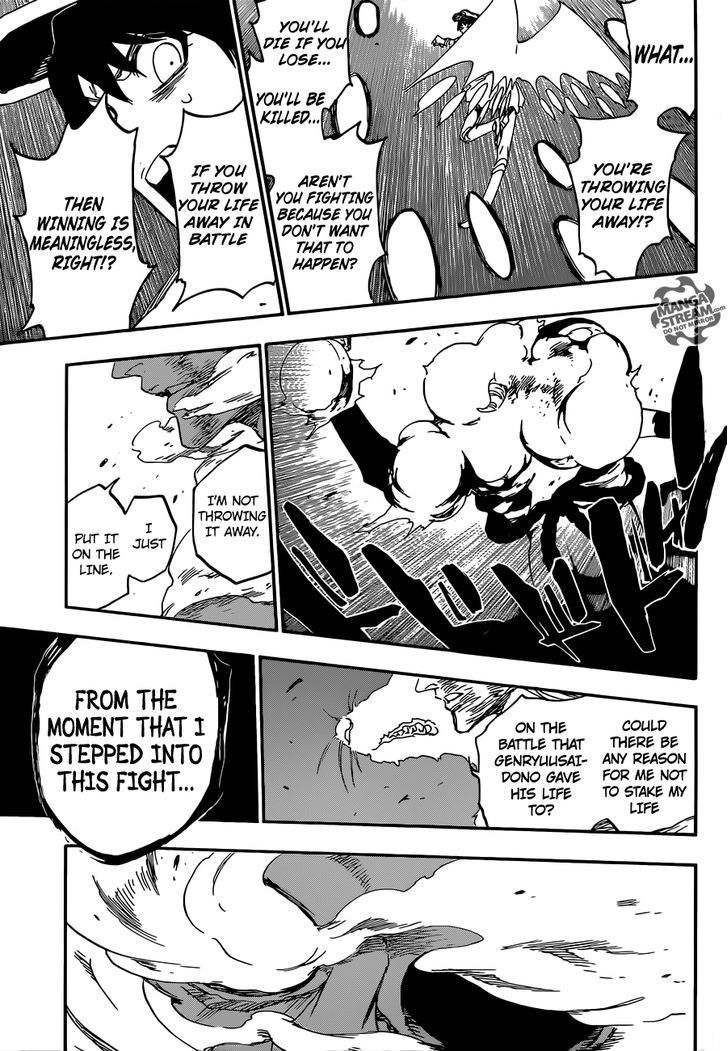 WHAT...
YOU'RE
THROWING
YOUR LIFE
AWAY!?
YOU'LL
DIE IF YOU
LOSE...
YOU'LL BE
KILLED...
AREN'T
YOU FIGHTING
BECAUSE YOU
DON'T WANT
THAT TO
HAPPEN?
IF YOU
THROW
YOUR LIFE
AWAY IN
BATTLE
THEN
WINNING IS
MEANINGLESS,
RIGHT!?
MANGA
STREAM.com
DO NOT MIRROR
I'M NOT
THROWING
IT AWAY.
I
JUST
PUT IT
ON THE
LINE.
COULD
THERE BE
ANY REASON
FOR ME NOT
TO STAKE MY
LIFE
ON THE
BATTLE THAT
GENRYUUSAI-
DONO GAVE
HIS LIFE
TO?
FROM THE
MOMENT THAT I
STEPPED INTO
THIS FIGHT...